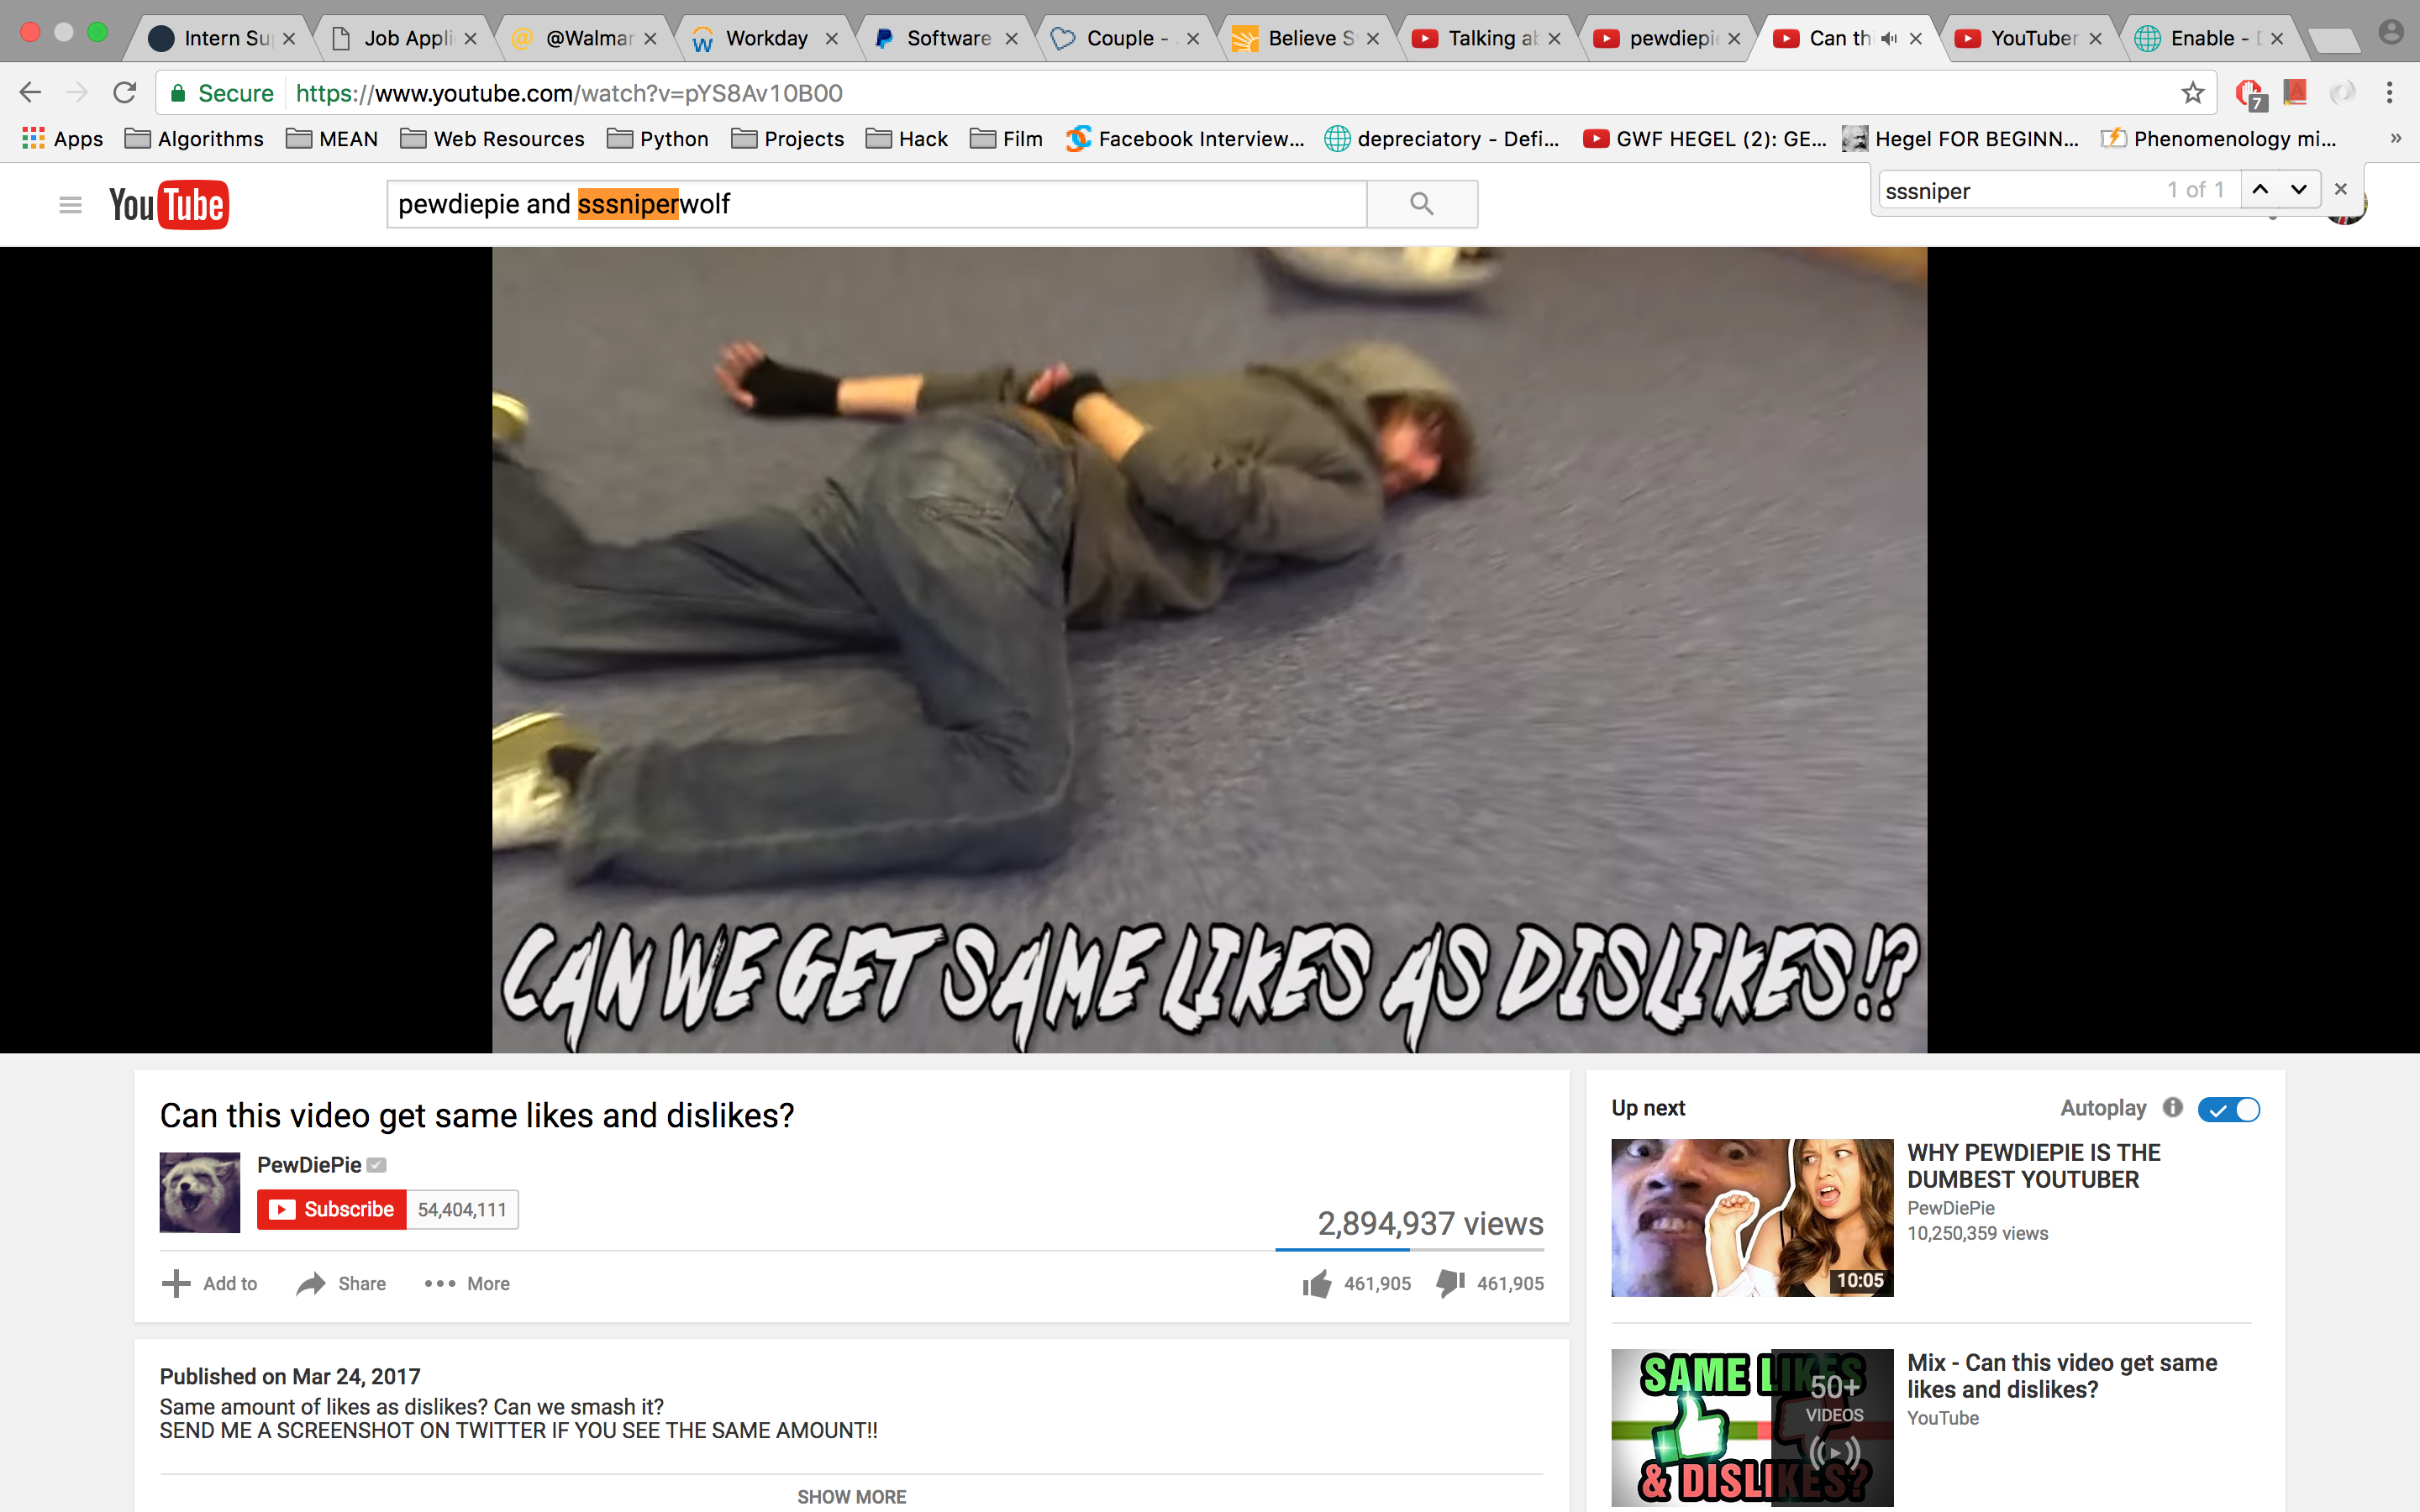 Intern Su
Job Appli
@Walmar
Workday
Software
Couple -
Believe S
Talking a
pewdiepi
Can th
YouTuber
Enable -
Secure
https://www.youtube.com/watch?v=pYS8Av10B00
7
Apps
Algorithms
MEAN
Web Resources
Python
Projects
Hack
Film
Facebook Interview...
depreciatory - Defi...
GWF HEGEL (2): GE...
Hegel FOR BEGINN...
Phenomenology mi...
»
YouTube
pewdiepie and sssniperwolf
sssniper
1 of 1
CAN WE GET SAME LIKES AS DISLIKES!?
Can this video get same likes and dislikes?
PewDiePie
Subscribe 54,404,111
2,894,937 views
Add to
Share
More
461,905
461,905
Published on Mar 24, 2017
Same amount of likes as dislikes? Can we smash it?
SEND ME A SCREENSHOT ON TWITTER IF YOU SEE THE SAME AMOUNT!!
SHOW MORE
Up next
Autoplay
10:05
WHY PEWDIEPIE IS THE
DUMBEST YOUTUBER
PewDiePie
10,250,359 views
SAME LIKES
50+
VIDEOS
& DISLIKES?
Mix - Can this video get same
likes and dislikes?
YouTube